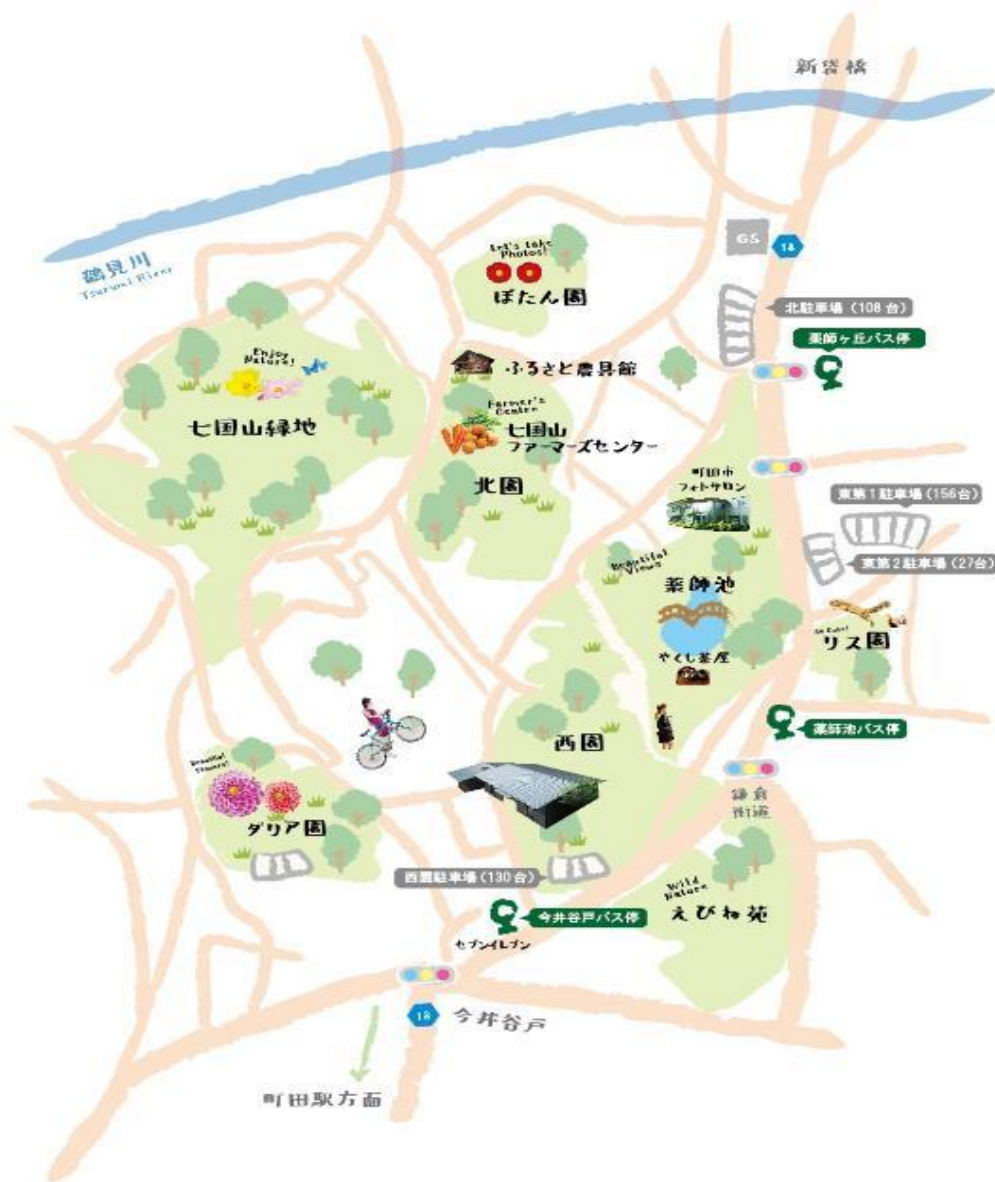 新袋橋
鶴見川
Tsurumi River
GS
18
Let's take
Photos!
ぼたん園
北駐車場（108台）
薬師ヶ丘バス停
Enjoy
Nature!
七国山緑地
ふるさと農具館
Farmer's
Center
七国山
ファーマーズセンター
北園
町田市
フォトサロン
東第1駐車場（156台）
東第2駐車場（27台）
Beautiful
Views
薬師池
やくし茶屋
So Cute!
リス園
薬師池バス停
西園
鎌倉
街道
Beautiful
Flowers!
ダリア園
西園駐車場（130台）
Wild
Nature
えびね苑
今井谷戸バス停
セブンイレブン
18
今井谷戸
町田駅方面